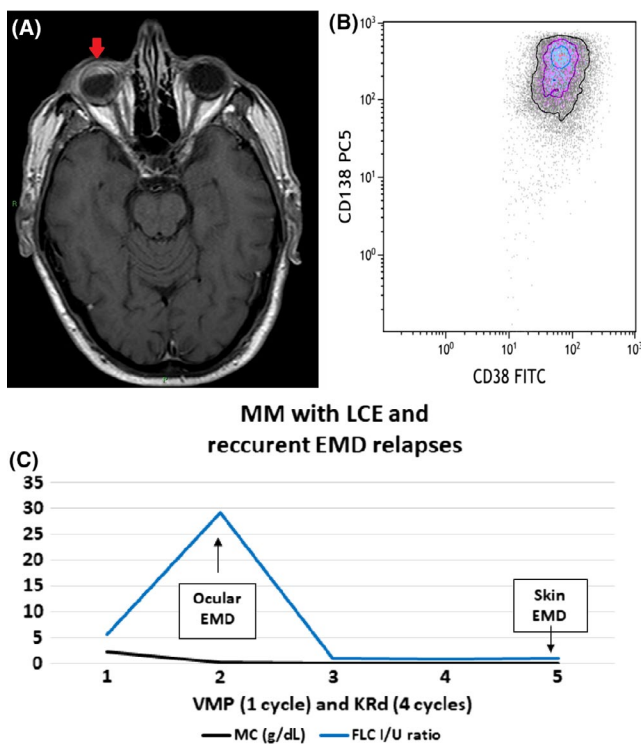 (A)
R
(B)
10³
10²
10¹
10⁰
CD138 PC5
10⁰ 10¹ 10² 10³
CD38 FITC
MM with LCE and
reccurent EMD relapses
(C)
35
30
25
20
15
10
5
0
Ocular
EMD
Skin
EMD
1 2 3 4 5
VMP (1 cycle) and KRd (4 cycles)
MC (g/dL) FLC I/U ratio